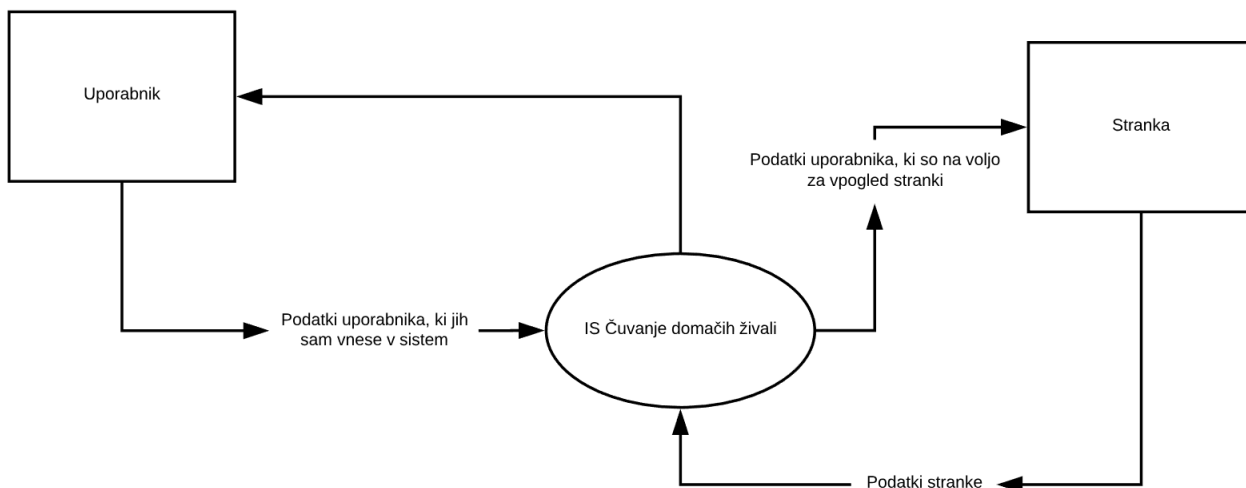 Uporabnik
Stranka
Podatki uporabnika, ki so na voljo
za vpogled stranki
Podatki uporabnika, ki jih
sam vnese v sistem
IS Čuvanje domačih živali
Podatki stranke